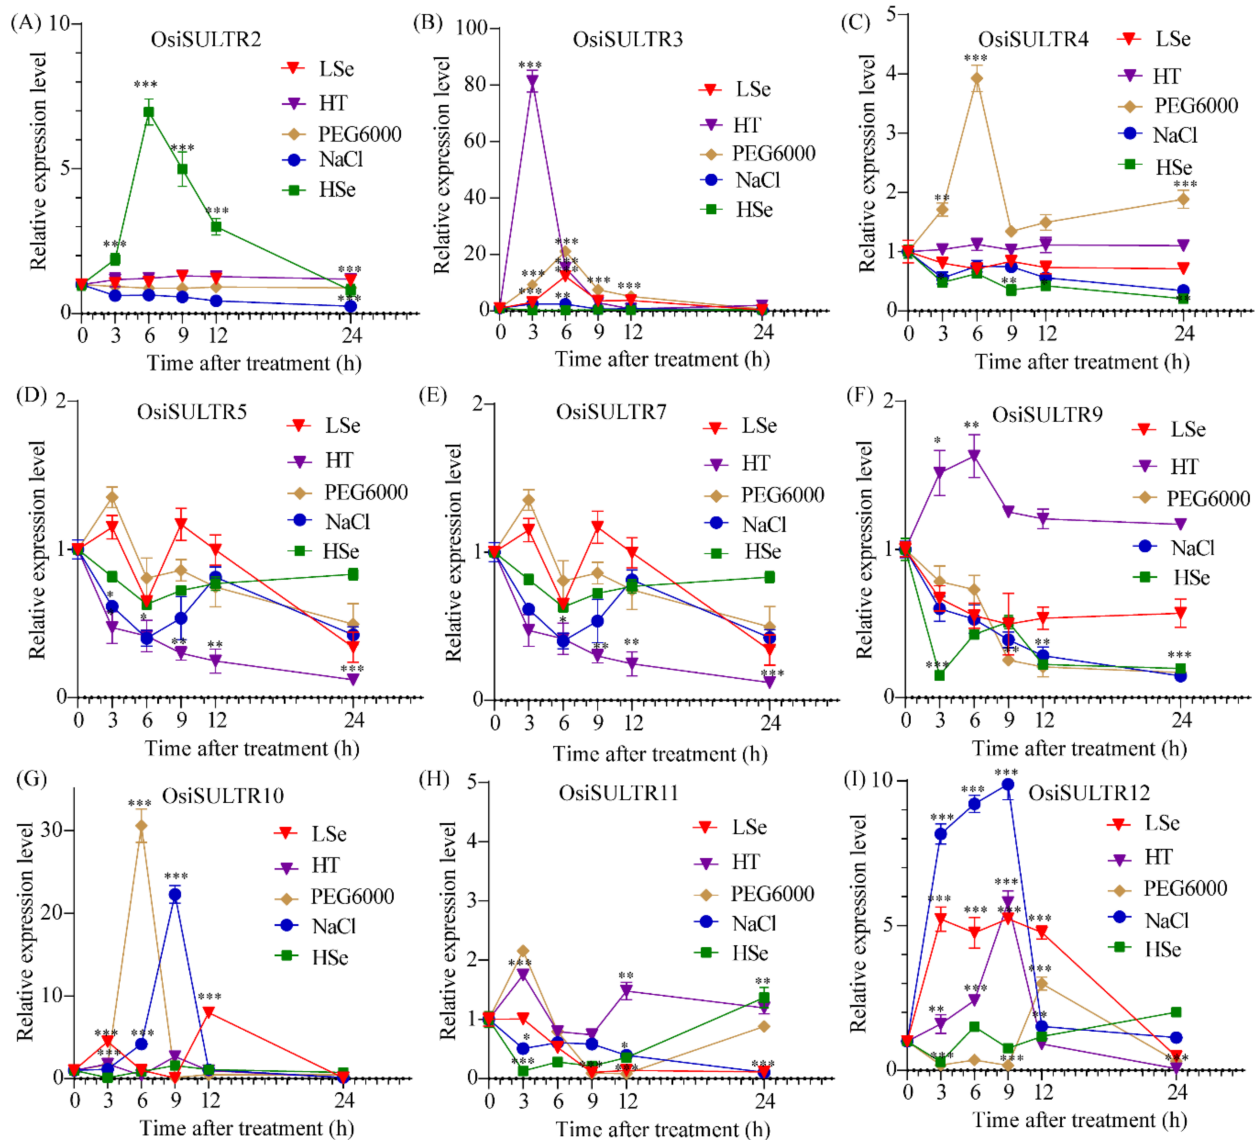 (A)
OsiSULTR2
Relative expression level
10
5
0
LSe
HT
PEG6000
NaCl
HSe
***
***
***
***
***
***
0 3 6 9 12 24
Time after treatment (h)
(B)
OsiSULTR3
Relative expression level
100
80
60
40
20
0
LSe
HT
PEG6000
NaCl
HSe
***
***
***
***
***
***
***
**
***
0 3 6 9 12 24
Time after treatment (h)
(C)
OsiSULTR4
Relative expression level
5
4
3
2
1
0
LSe
HT
PEG6000
NaCl
HSe
**
***
***
*
**
*
**
0 3 6 9 12 24
Time after treatment (h)
(D)
OsiSULTR5
Relative expression level
2
1
0
LSe
HT
PEG6000
NaCl
HSe
*
*
*
**
**
***
0 3 6 9 12 24
Time after treatment (h)
(E)
OsiSULTR7
Relative expression level
2
1
0
LSe
HT
PEG6000
NaCl
HSe
*
**
**
***
0 3 6 9 12 24
Time after treatment (h)
(F)
OsiSULTR9
Relative expression level
2
1
0
LSe
HT
PEG6000
NaCl
HSe
*
**
***
**
**
***
0 3 6 9 12 24
Time after treatment (h)
(G)
OsiSULTR10
Relative expression level
30
20
10
0
LSe
HT
PEG6000
NaCl
HSe
***
***
***
***
***
***
0 3 6 9 12 24
Time after treatment (h)
(H)
OsiSULTR11
Relative expression level
5
4
3
2
1
0
LSe
HT
PEG6000
NaCl
HSe
***
*
***
**
**
*
***
**
***
0 3 6 9 12 24
Time after treatment (h)
(I)
OsiSULTR12
Relative expression level
10
5
0
LSe
HT
PEG6000
NaCl
HSe
***
***
***
***
***
***
***
***
**
***
***
**
***
***
***
0 3 6 9 12 24
Time after treatment (h)